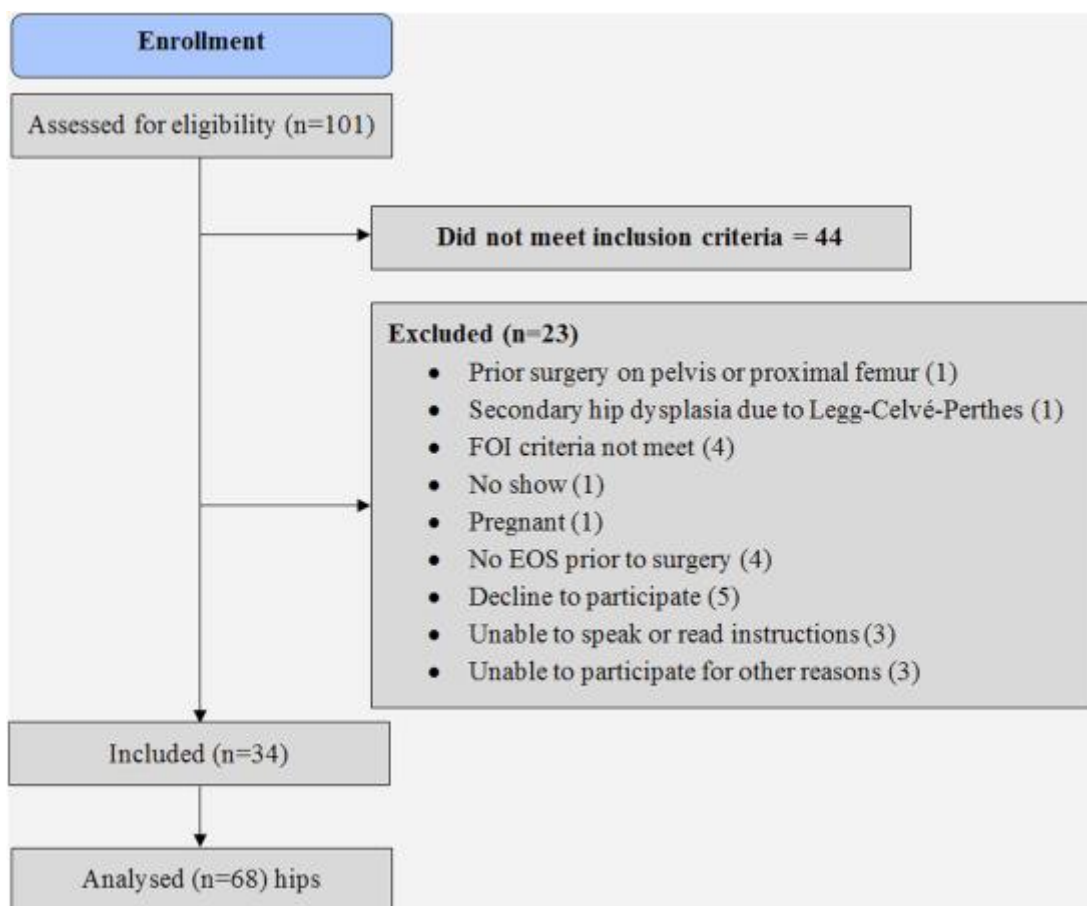 Enrollment
Assessed for eligibility (n=101)
Did not meet inclusion criteria = 44
Excluded (n=23)
• Prior surgery on pelvis or proximal femur (1)
• Secondary hip dysplasia due to Legg-Celvé-Perthes (1)
• FOI criteria not meet (4)
• No show (1)
• Pregnant (1)
• No EOS prior to surgery (4)
• Decline to participate (5)
• Unable to speak or read instructions (3)
• Unable to participate for other reasons (3)
Included (n=34)
Analysed (n=68) hips